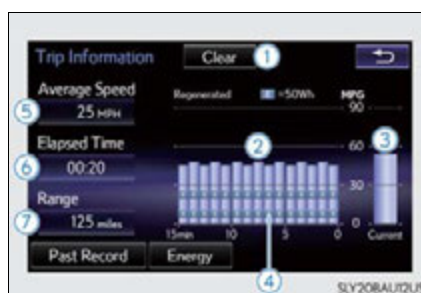 Trip Information Clear 1
Average Speed Regenerated E =50Wh MPG
5 25 MPH 90
Elapsed Time 2 60 3
6 00:20
Range 30
7 125 miles 0
15min 10 5 0 Current
Past Record Energy 4
SLY20BAU12US